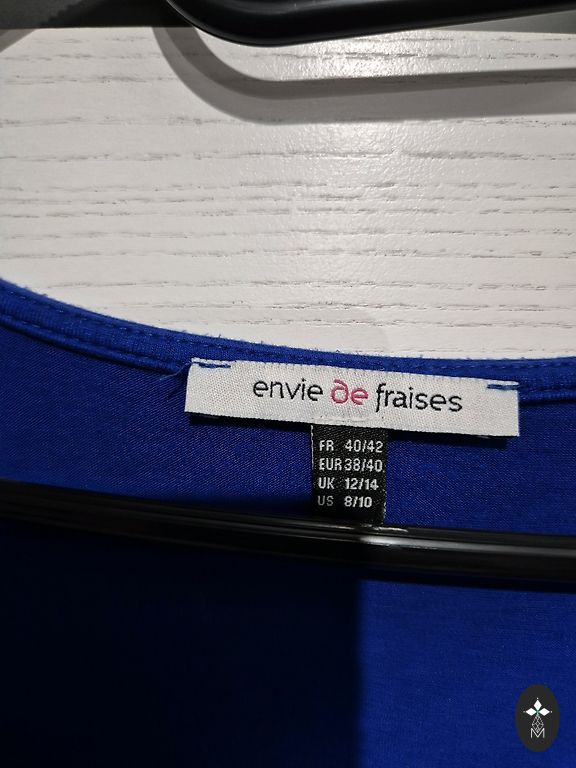 envie de fraises
FR 40/42
EUR 38/40
UK 12/14
US 8/10
M